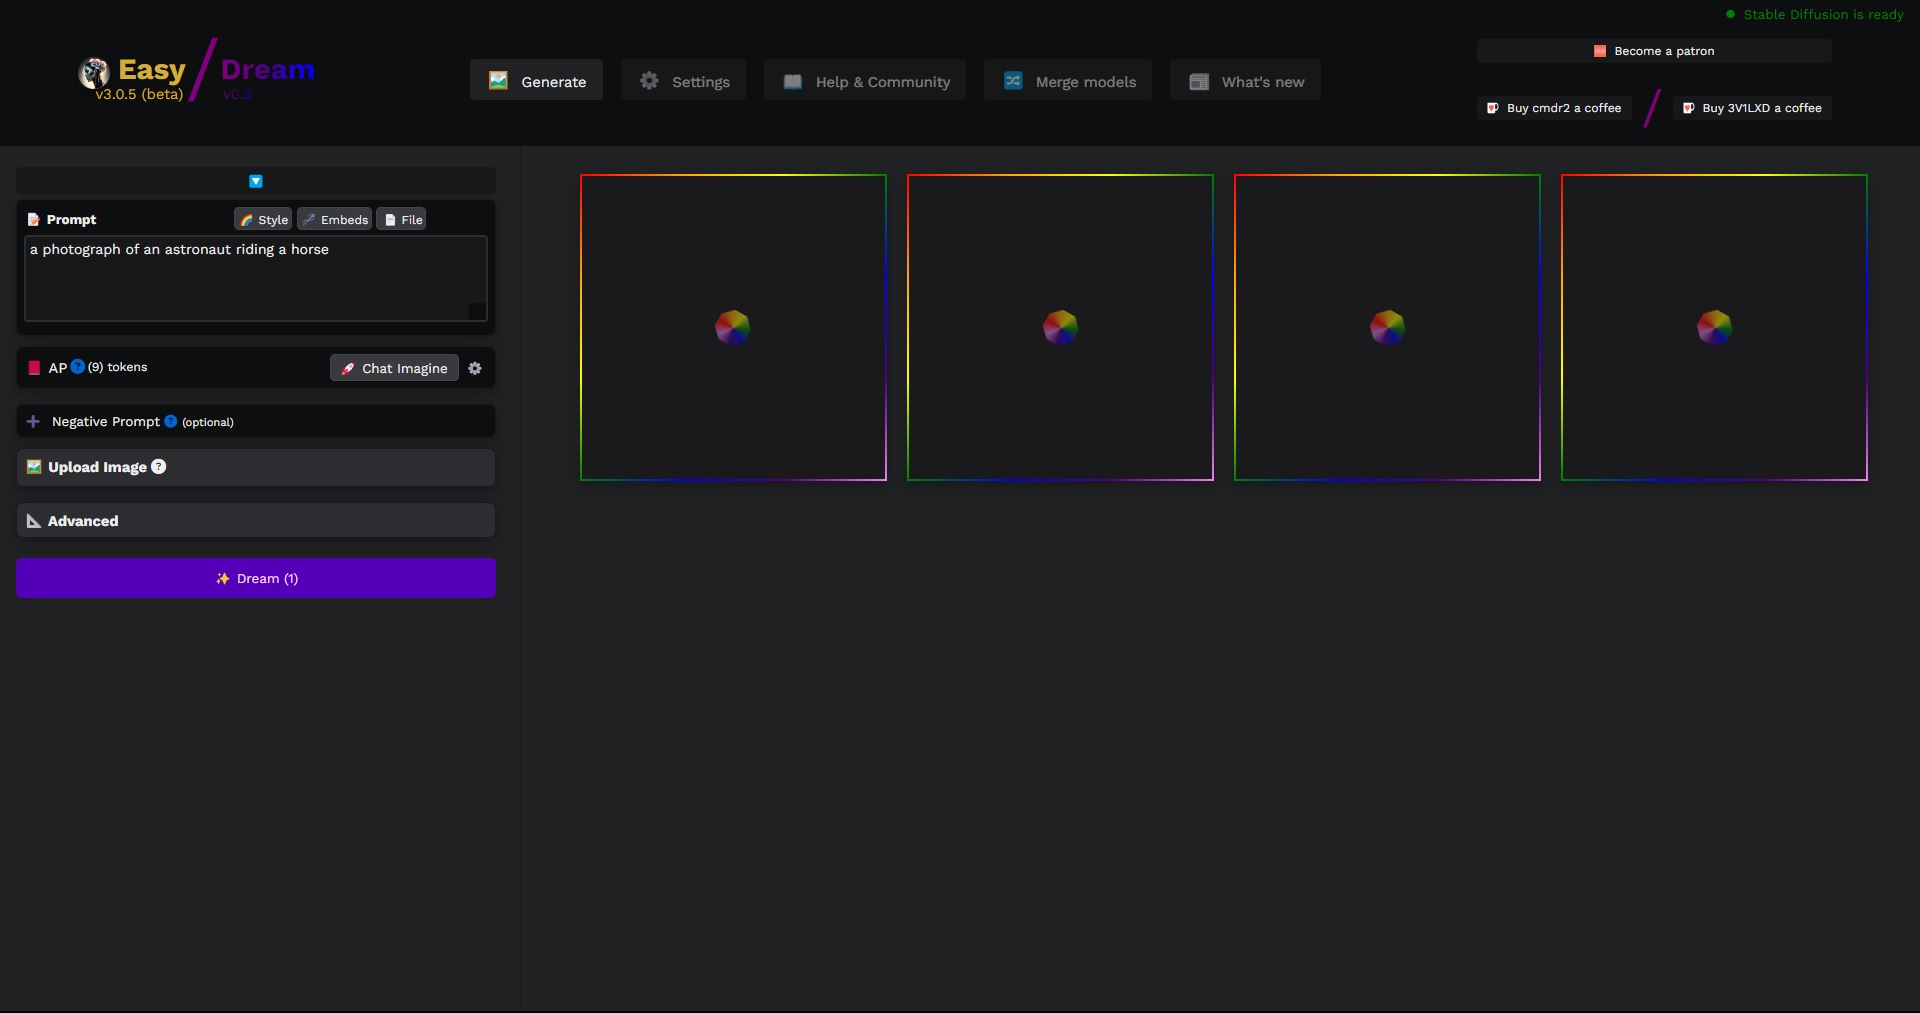 Stable Diffusion is ready
Easy Dream
v3.0.5 (beta) v0.3
Generate
Settings
Help & Community
Merge models
What's new
Become a patron
Buy cmdr2 a coffee
Buy 3V1LXD a coffee
Prompt
Style
Embeds
File
a photograph of an astronaut riding a horse
AP ? (9) tokens
Chat Imagine
Negative Prompt ? (optional)
Upload Image ?
Advanced
Dream (1)